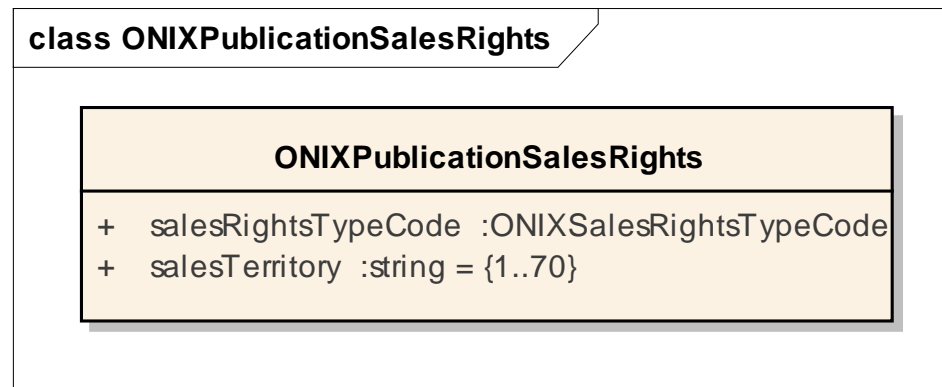 class ONIXPublicationSalesRights
ONIXPublicationSalesRights
+ salesRightsTypeCode :ONIXSalesRightsTypeCode
+ salesTerritory :string = {1..70}